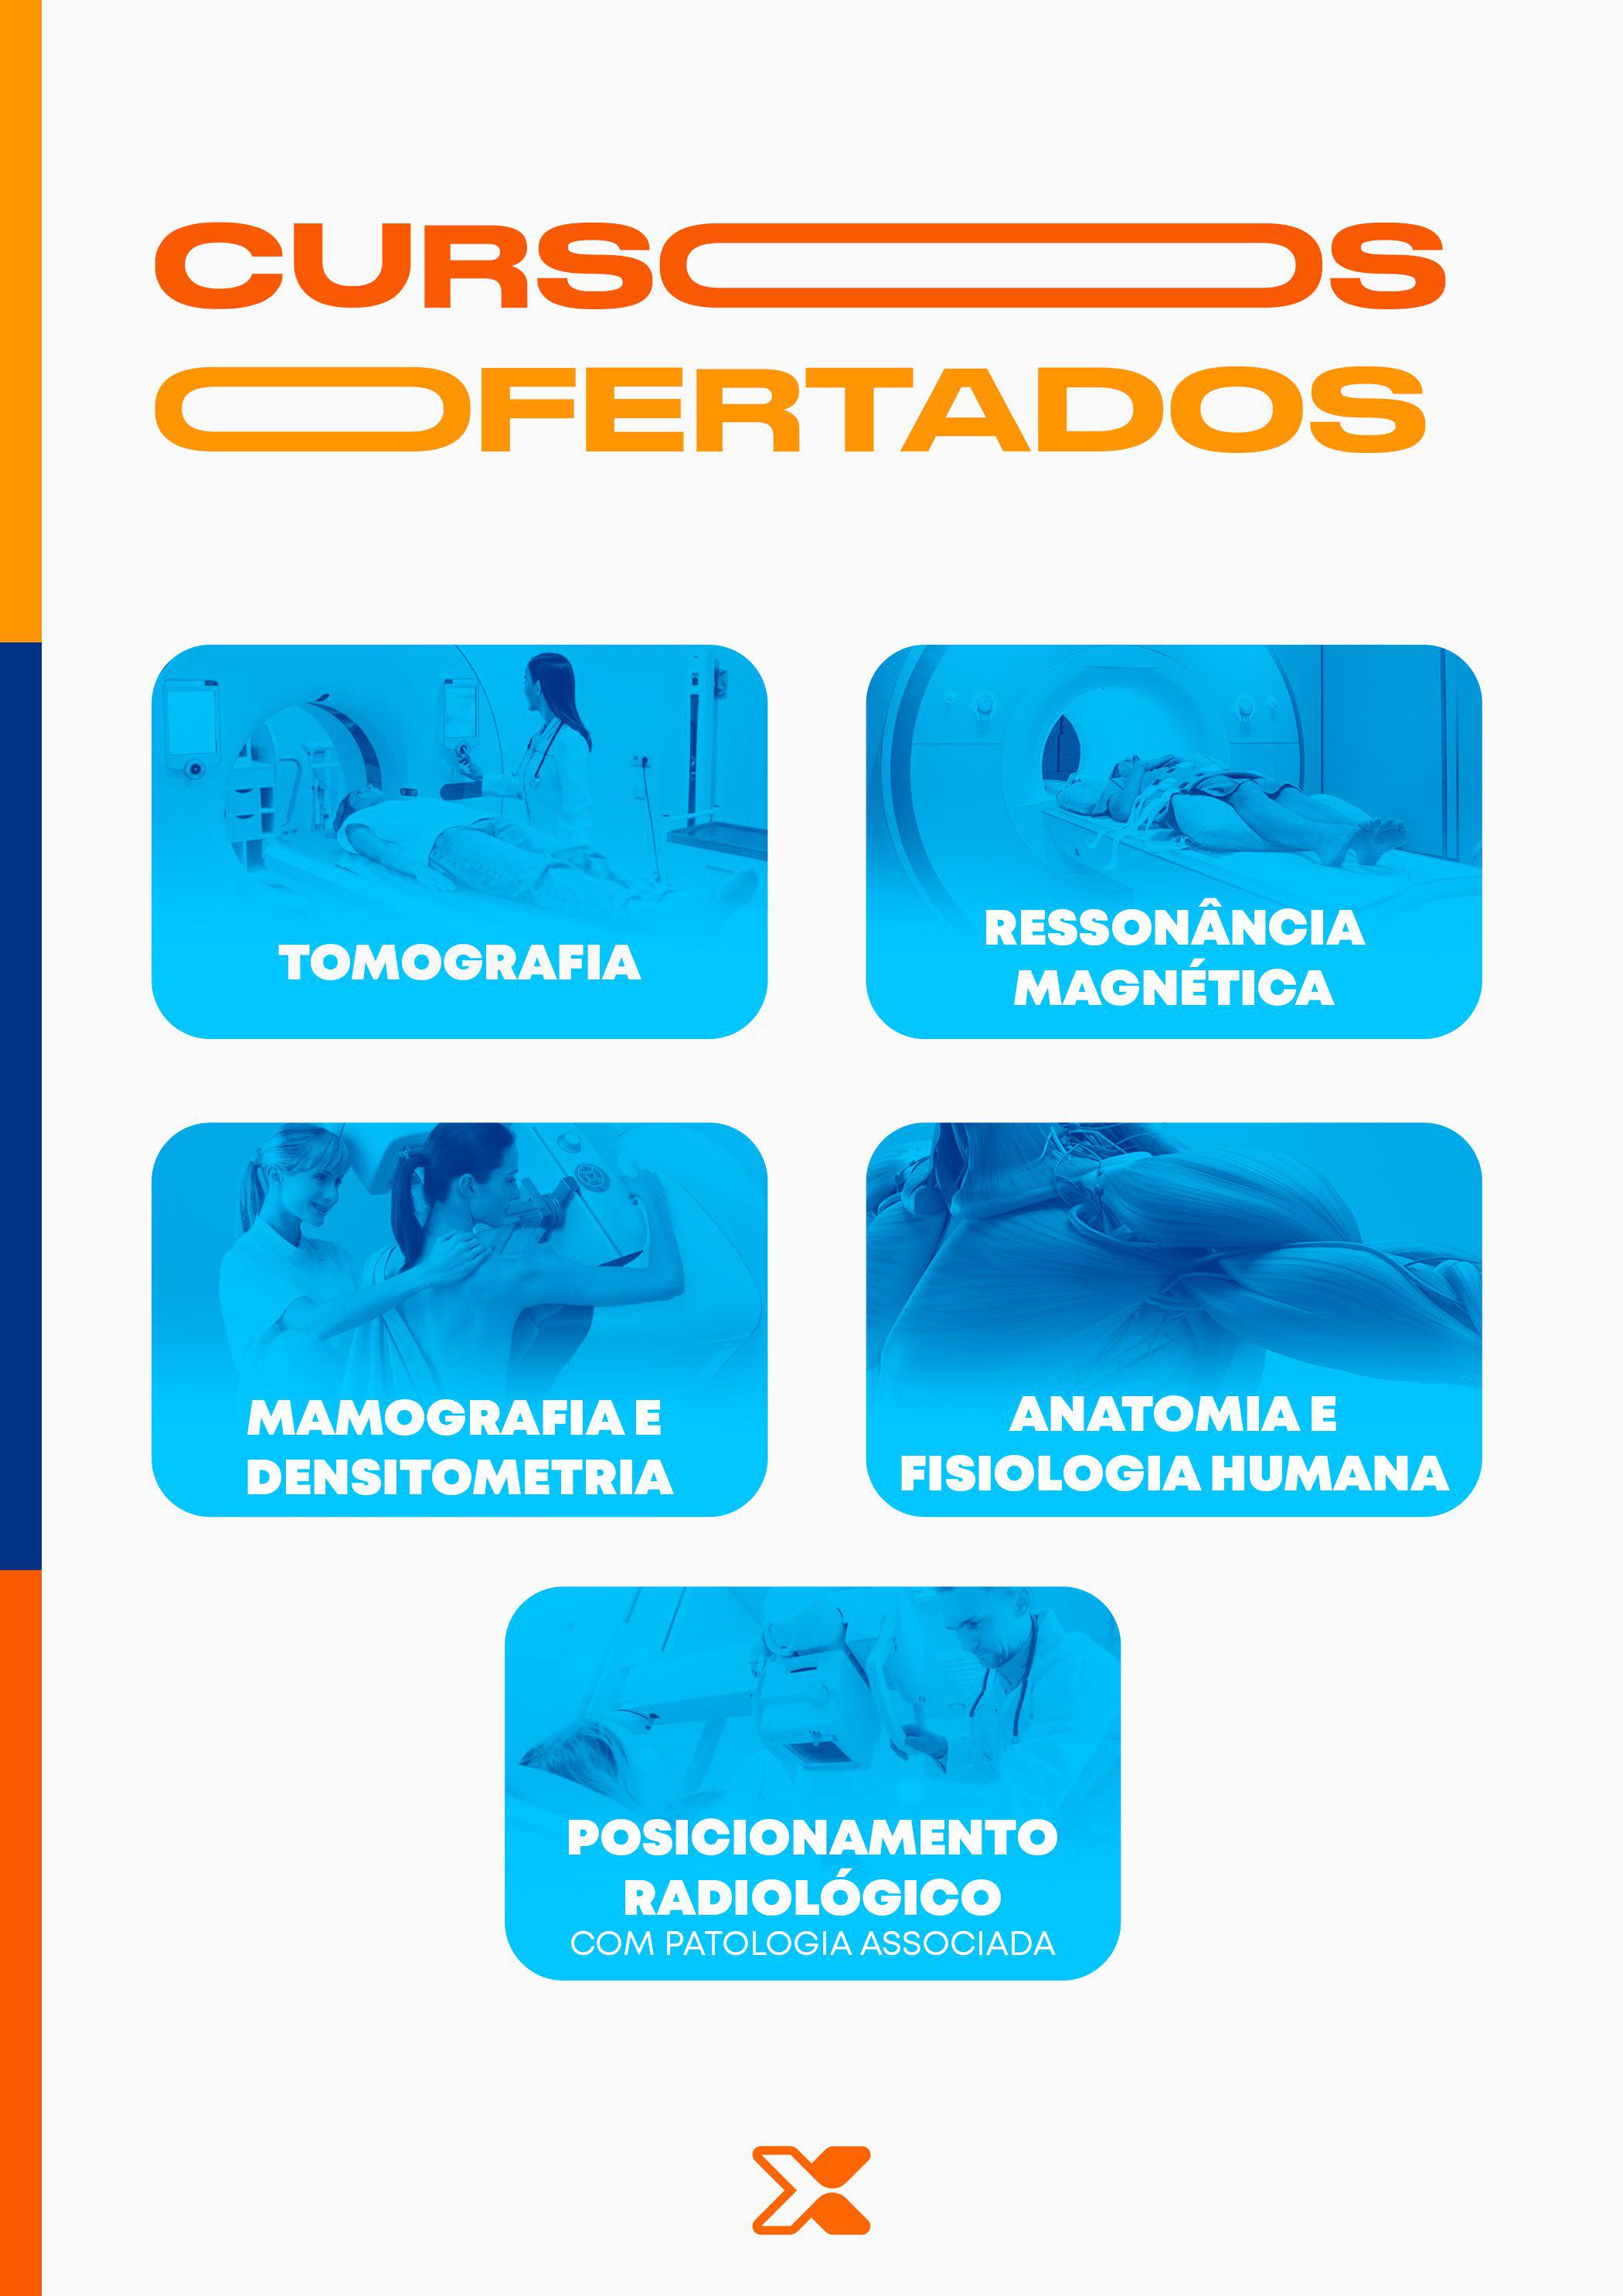 CURSOS
OFERTADOS
TOMOGRAFIA
RESSONÂNCIA
MAGNÉTICA
MAMOGRAFIA E
DENSITOMETRIA
ANATOMIA E
FISIOLOGIA HUMANA
POSICIONAMENTO
RADIOLÓGICO
COM PATOLOGIA ASSOCIADA